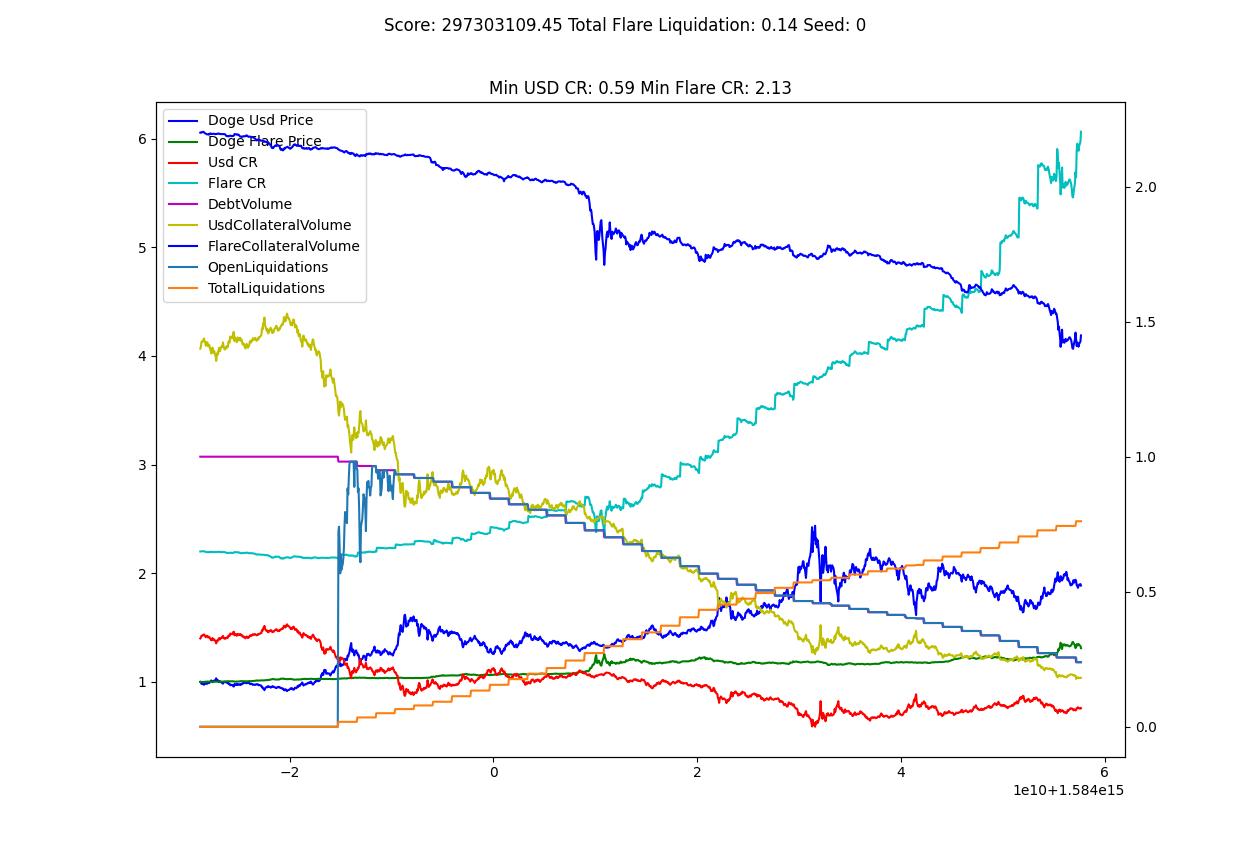 Score: 297303109.45 Total Flare Liquidation: 0.14 Seed: 0
Min USD CR: 0.59 Min Flare CR: 2.13
Doge Usd Price
Doge Flare Price
Usd CR
Flare CR
DebtVolume
UsdCollateralVolume
FlareCollateralVolume
OpenLiquidations
TotalLiquidations
6
5
4
3
2
1
2.0
1.5
1.0
0.5
0.0
−2
0
2
4
6
1e10+1.584e15